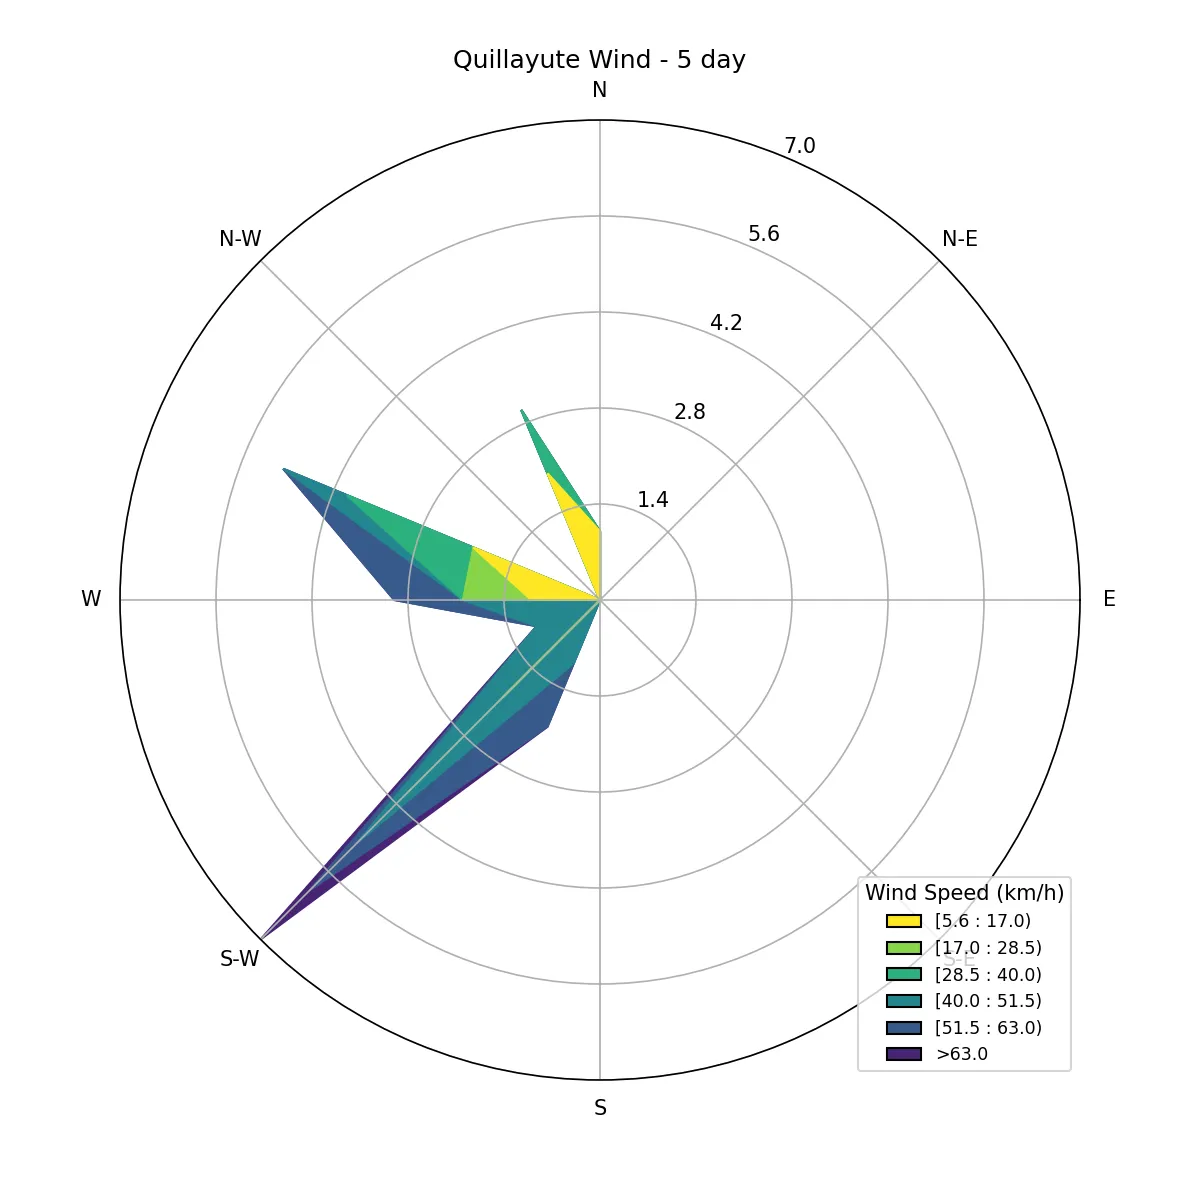 Quillayute Wind - 5 day
N
7.0
5.6
N-W
N-E
4.2
2.8
1.4
W
E
S-W
S-E
Wind Speed (km/h)
[5.6 : 17.0)
[17.0 : 28.5)
[28.5 : 40.0)
[40.0 : 51.5)
[51.5 : 63.0)
>63.0
S